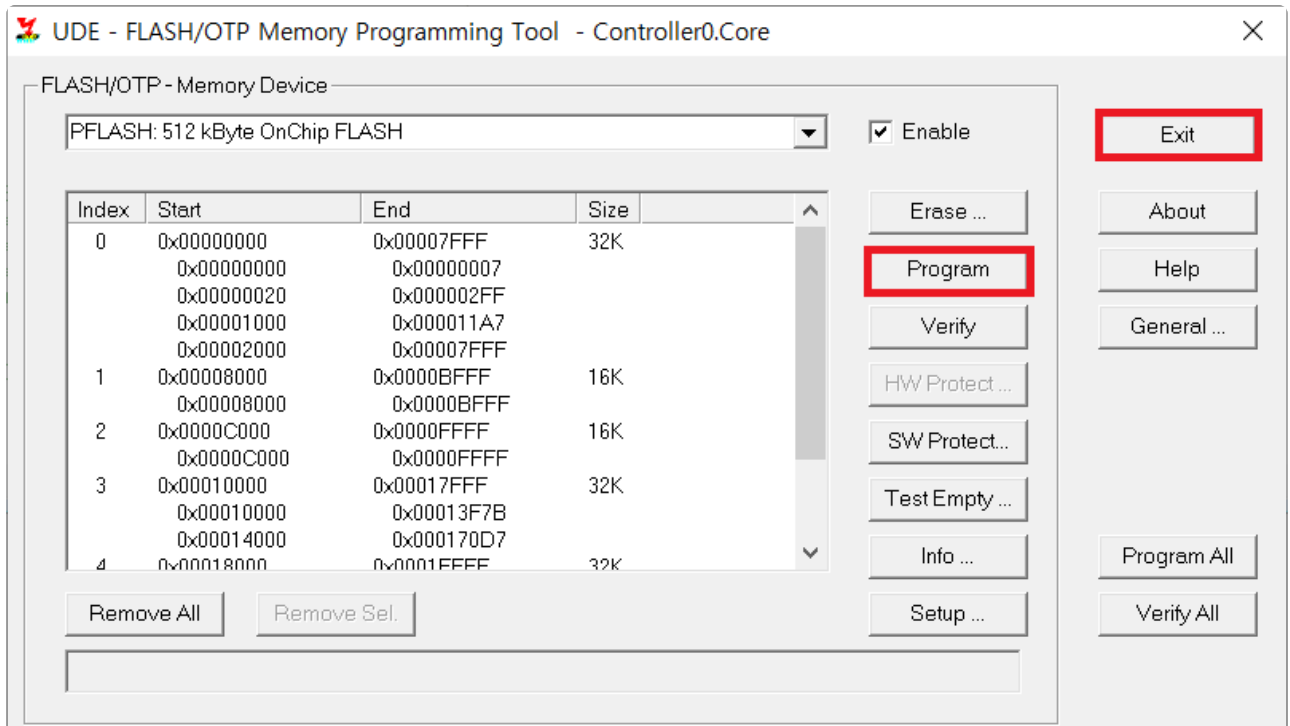 UDE - FLASH/OTP Memory Programming Tool - Controller0.Core
FLASH/OTP - Memory Device
PFLASH: 512 kByte OnChip FLASH
Enable
Exit
Index Start End Size
0 0x00000000 0x00007FFF 32K
0x00000000 0x00000007
0x00000020 0x000002FF
0x00001000 0x000011A7
0x00002000 0x00007FFF
1 0x00008000 0x0000BFFF 16K
0x00008000 0x0000BFFF
2 0x0000C000 0x0000FFFF 16K
0x0000C000 0x0000FFFF
3 0x00010000 0x00017FFF 32K
0x00010000 0x00013F7B
0x00014000 0x000170D7
4 0x00018000 0x0001FFFF 32K
Erase ...
Program
Verify
HW Protect ...
SW Protect...
Test Empty ...
Info ...
Setup ...
About
Help
General ...
Program All
Verify All
Remove All
Remove Sel.